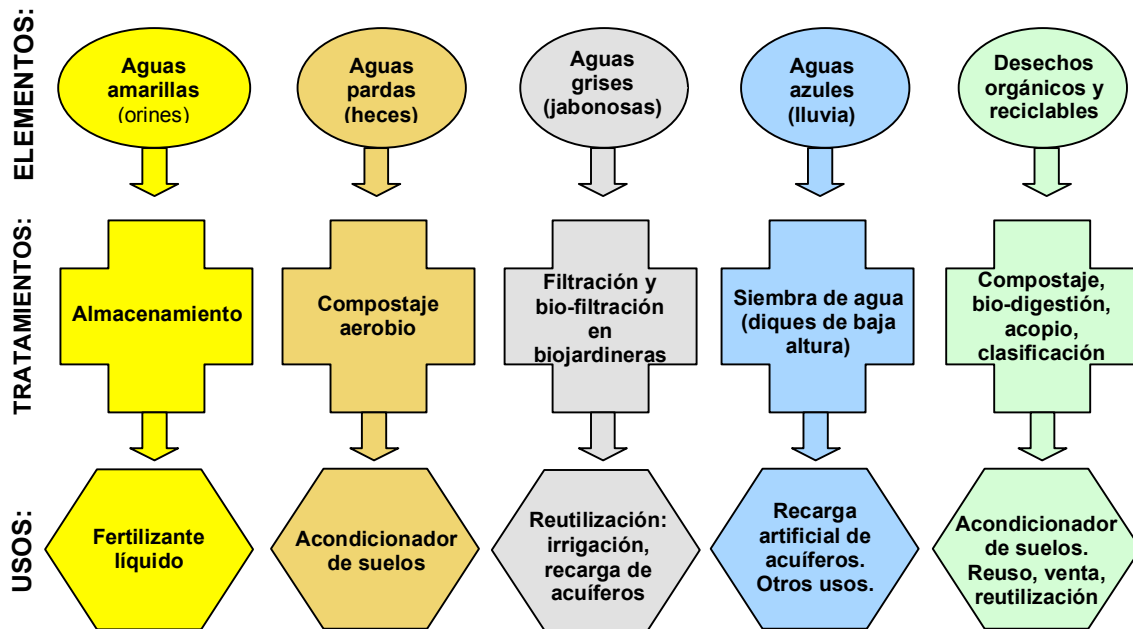 ELEMENTOS:
Aguas
amarillas
(orines)
Aguas
pardas
(heces)
Aguas
grises
(jabonosas)
Aguas
azules
(lluvia)
Desechos
orgánicos y
reciclables
TRATAMIENTOS:
Almacenamiento
Compostaje
aerobio
Filtración y
bio-filtración
en
biojardineras
Siembra de agua
(diques de baja
altura)
Compostaje,
bio-digestión,
acopio,
clasificación
USOS:
Fertilizante
líquido
Acondicionador
de suelos
Reutilización:
irrigación,
recarga de
acuíferos
Recarga
artificial de
acuíferos.
Otros usos.
Acondicionador
de suelos.
Reuso, venta,
reutilización